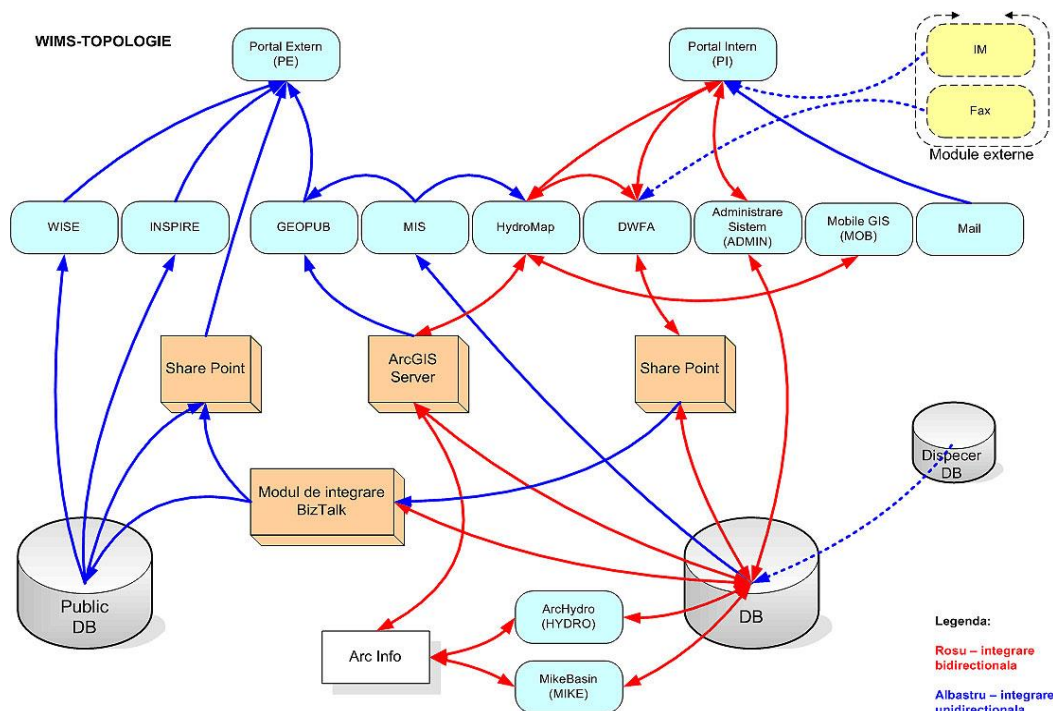 WIMS-TOPOLOGIE
Portal Extern
(PE)
Portal Intern
(PI)
IM
Fax
Module externe
WISE
INSPIRE
GEOPUB
MIS
HydroMap
DWFA
Administrare
Sistem
(ADMIN)
Mobile GIS
(MOB)
Mail
Share Point
ArcGIS
Server
Share Point
Dispecer
DB
Modul de integrare
BizTalk
Public
DB
DB
ArcHydro
(HYDRO)
Arc Info
MikeBasin
(MIKE)
Legenda:
Rosu – integrare
bidirectionala
Albastru – integrare
unidirectionala